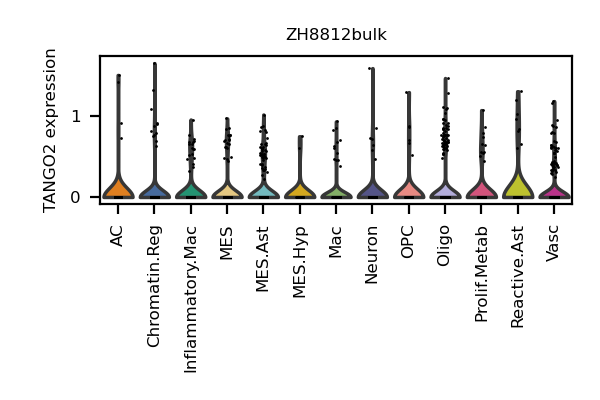 ZH8812bulk
TANGO2 expression
1
0
AC
Chromatin.Reg
Inflammatory.Mac
MES
MES.Ast
MES.Hyp
Mac
Neuron
OPC
Oligo
Prolif.Metab
Reactive.Ast
Vasc